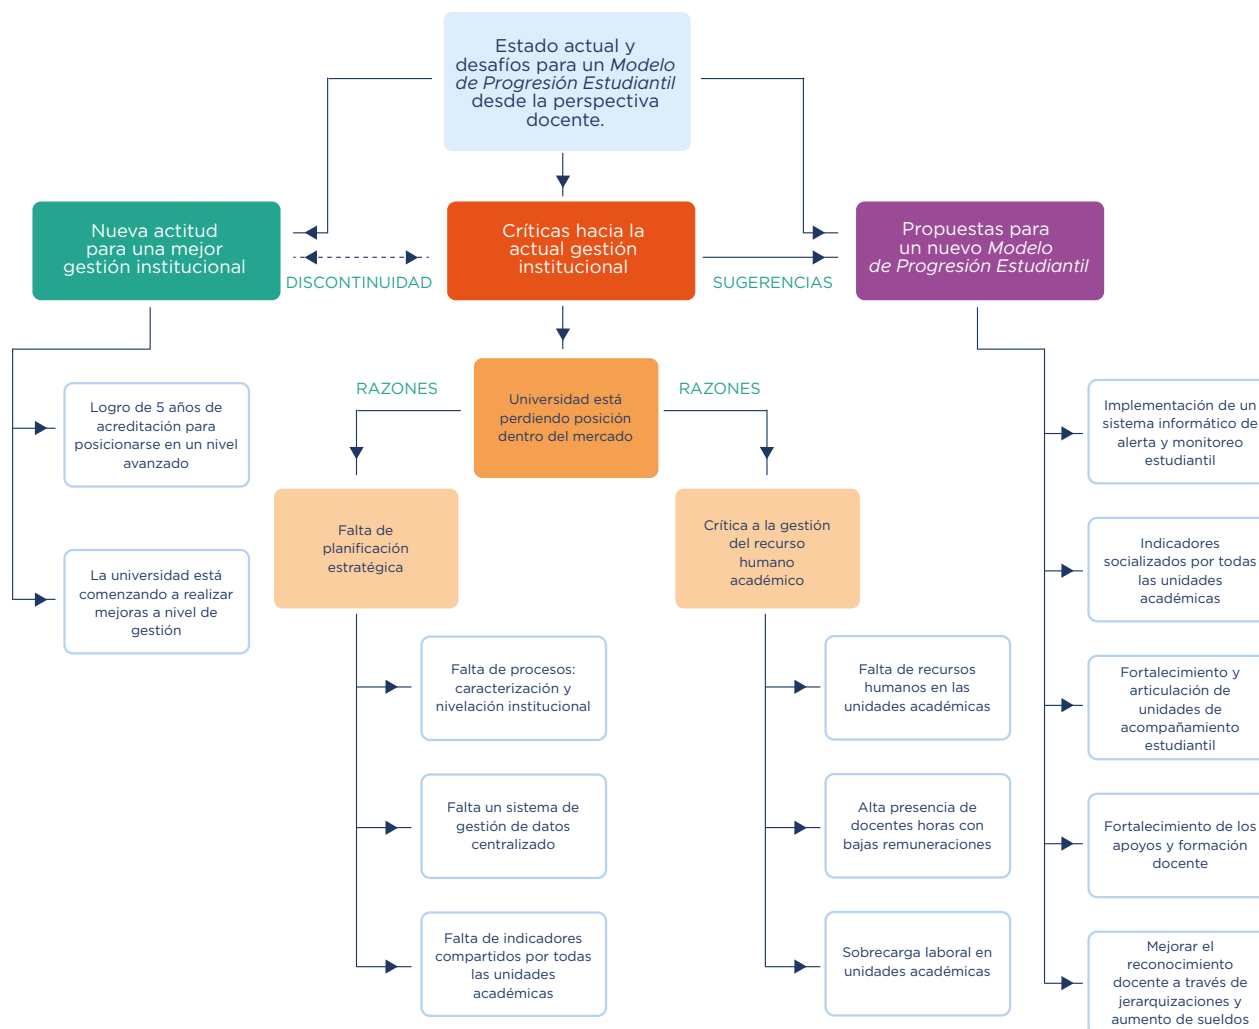 Estado actual y
desafíos para un Modelo
de Progresión Estudiantil
desde la perspectiva
docente.
Nueva actitud
para una mejor
gestión institucional
DISCONTINUIDAD
Críticas hacia la
actual gestión
institucional
SUGERENCIAS
Propuestas para
un nuevo Modelo
de Progresión Estudiantil
Logro de 5 años de
acreditación para
posicionarse en un nivel
avanzado
La universidad está
comenzando a realizar
mejoras a nivel de
gestión
RAZONES
Universidad está
perdiendo posición
dentro del mercado
RAZONES
Falta de
planificación
estratégica
Crítica a la gestión
del recurso
humano
académico
Falta de procesos:
caracterización y
nivelación institucional
Falta un sistema de
gestión de datos
centralizado
Falta de indicadores
compartidos por todas
las unidades
académicas
Falta de recursos
humanos en las
unidades académicas
Alta presencia de
docentes horas con
bajas remuneraciones
Sobrecarga laboral en
unidades académicas
Implementación de un
sistema informático de
alerta y monitoreo
estudiantil
Indicadores
socializados por todas
las unidades
académicas
Fortalecimiento y
articulación de
unidades de
acompañamiento
estudiantil
Fortalecimiento de los
apoyos y formación
docente
Mejorar el
reconocimiento
docente a través de
jerarquizaciones y
aumento de sueldos